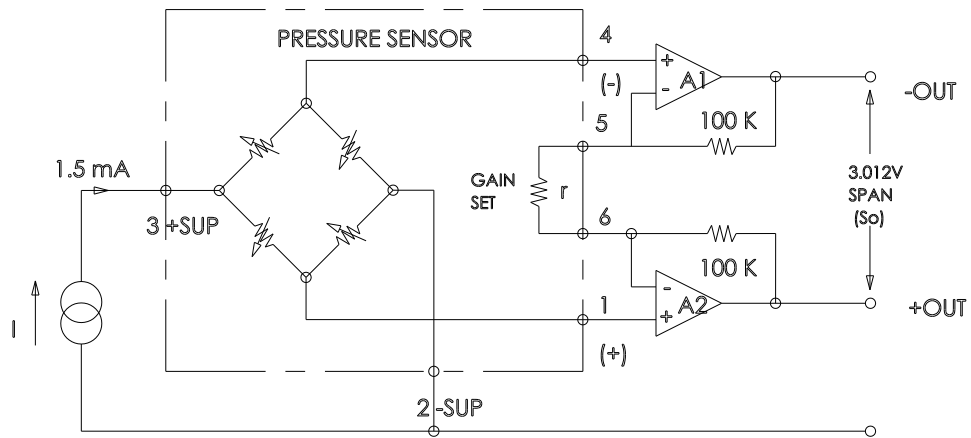 PRESSURE SENSOR
4
+
A1
-
(-)
-OUT
5
100 K
1.5 mA
GAIN
SET
r
3.012V
SPAN
(So)
3 +SUP
6
100 K
-
A2
+
+OUT
1
I
(+)
2 -SUP